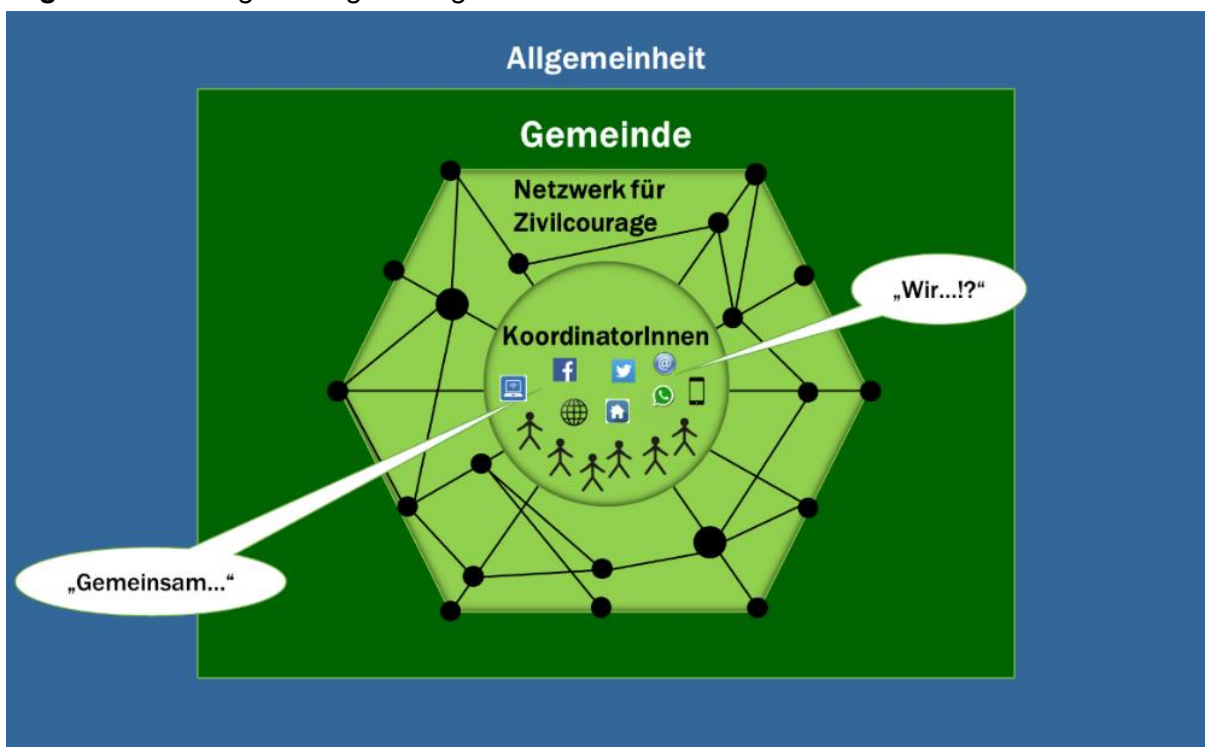 Allgemeinheit
Gemeinde
Netzwerk für
Zivilcourage
„Wir...!?“
KoordinatorInnen
„Gemeinsam...“